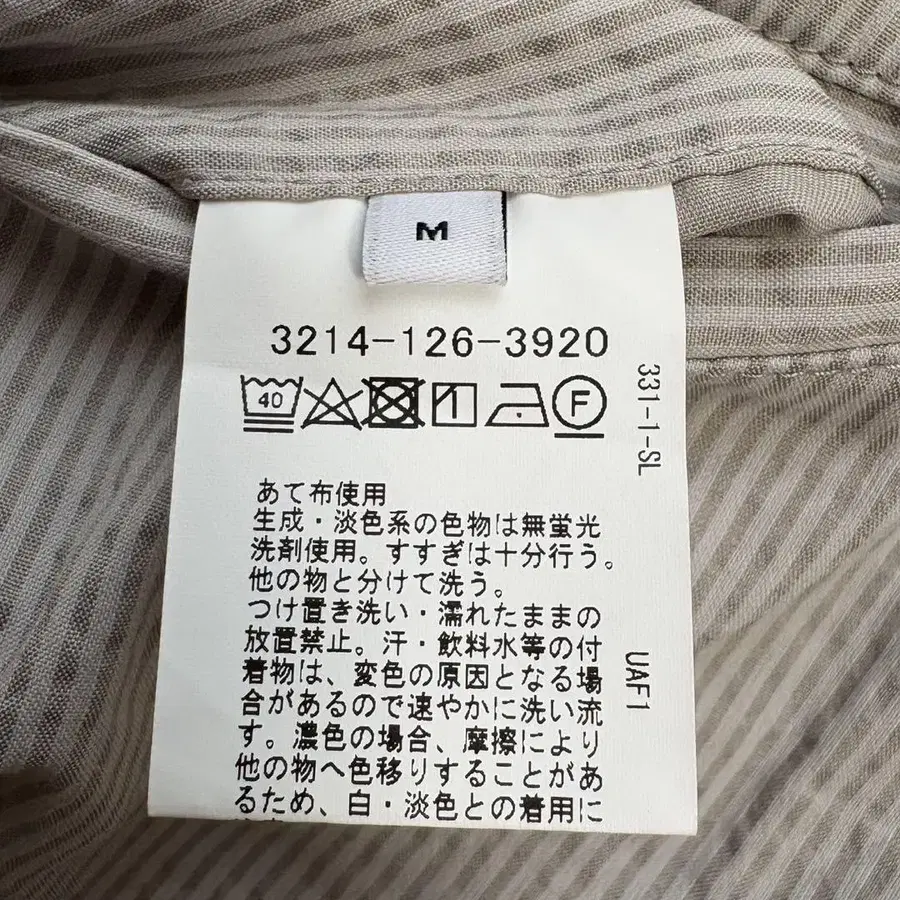 M
3214-126-3920
40
F
331-1-SL
あて布使用
生成・淡色系の色物は無蛍光
洗剤使用。すすぎは十分行う。
他の物と分けて洗う。
つけ置き洗い・濡れたままの
放置禁止。汗・飲料水等の付
着物は、変色の原因となる場
合があるので速やかに洗い流
す。濃色の場合、摩擦により
他の物へ色移りすることがあ
るため、白・淡色との着用に
UAF1